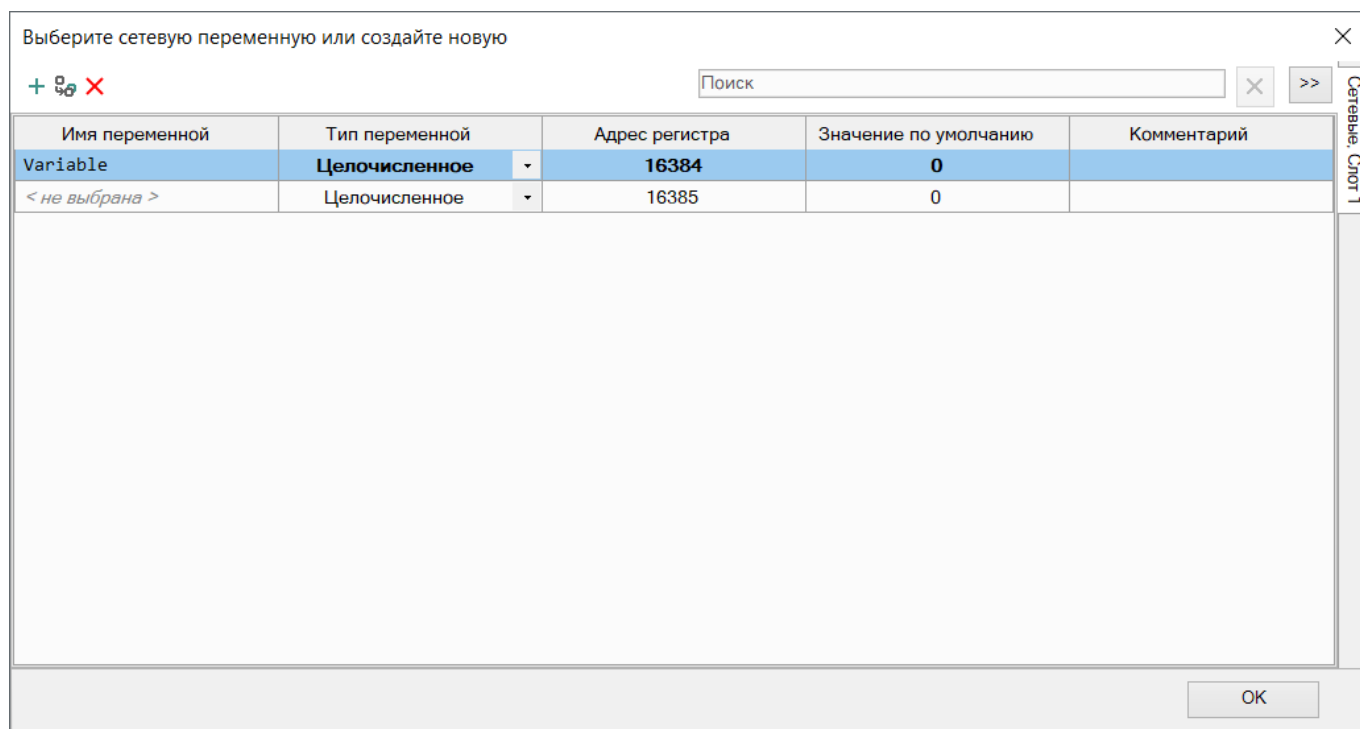 Выберите сетевую переменную или создайте новую
Поиск
>>
Имя переменной Тип переменной Адрес регистра Значение по умолчанию Комментарий
Variable Целочисленное 16384 0
< не выбрана > Целочисленное 16385 0
Сетевые, Слот 1
OK